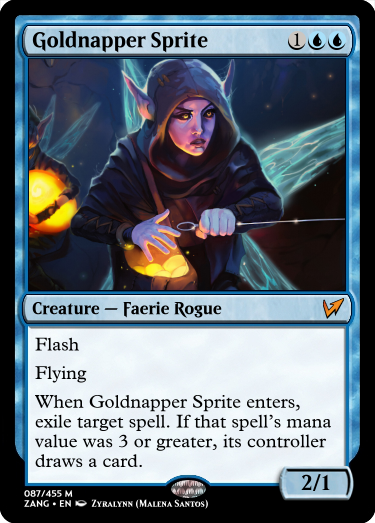 Goldnapper Sprite 1
Creature — Faerie Rogue
Flash
Flying
When Goldnapper Sprite enters,
exile target spell. If that spell's mana
value was 3 or greater, its controller
draws a card.
2/1
087/455 M
ZANG • EN Zyralynn (Malena Santos)